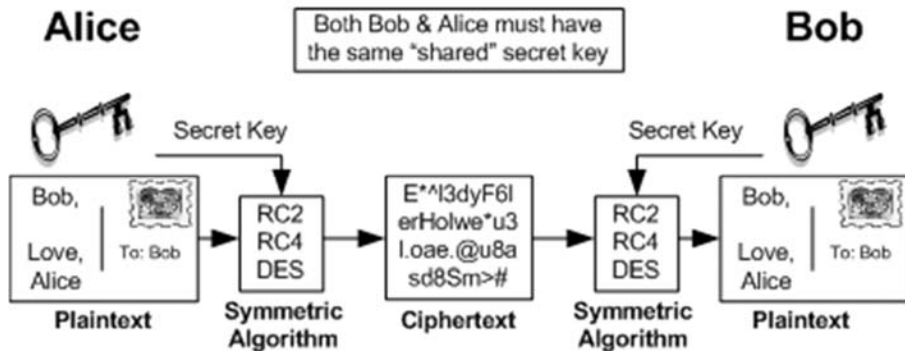 Alice
Both Bob & Alice must have
the same “shared” secret key
Bob
Secret Key
Secret Key
Bob,
Love,
Alice
To: Bob
RC2
RC4
DES
E*^l3dyF6l
erHolwe*u3
l.oae.@u8a
sd8Sm>#
RC2
RC4
DES
Bob,
Love,
Alice
To: Bob
Plaintext
Symmetric
Algorithm
Ciphertext
Symmetric
Algorithm
Plaintext